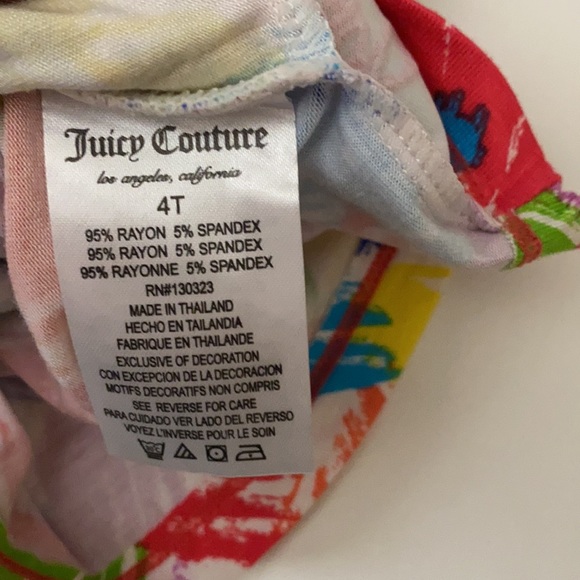 Juicy Couture
los angeles, california
4T
95% RAYON 5% SPANDEX
95% RAYON 5% SPANDEX
95% RAYONNE 5% SPANDEX
RN#130323
MADE IN THAILAND
HECHO EN TAILANDIA
FABRIQUE EN THAILANDE
EXCLUSIVE OF DECORATION
CON EXCEPCION DE LA DECORACION
MOTIFS DECORATIFS NON COMPRIS
SEE REVERSE FOR CARE
PARA CUIDADO VER LADO DEL REVERSO
VOYEZ L'INVERSE POUR LE SOIN